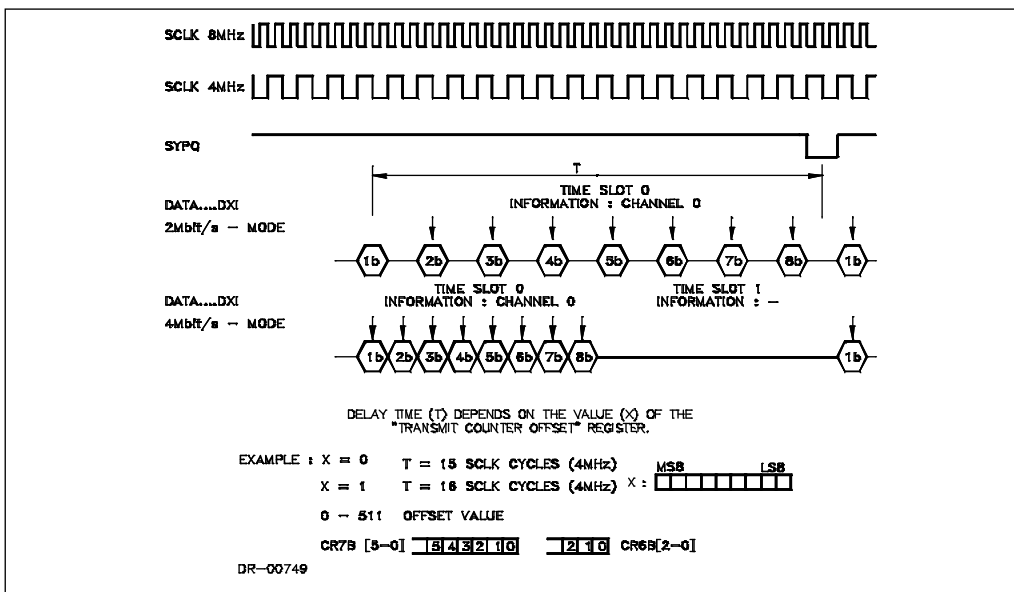 SCLK 8MHz
SCLK 4MHz
SYPQ
T
TIME SLOT 0
INFORMATION : CHANNEL 0
DATA....DXI
2Mbit/s - MODE
1b 2b 3b 4b 5b 6b 7b 8b 1b
TIME SLOT 0
INFORMATION : CHANNEL 0
TIME SLOT 1
INFORMATION : -
DATA....DXI
4Mbit/s - MODE
1b 2b 3b 4b 5b 6b 7b 8b 1b
DELAY TIME (T) DEPENDS ON THE VALUE (X) OF THE
"TRANSMIT COUNTER OFFSET" REGISTER.
EXAMPLE : X = 0 T = 15 SCLK CYCLES (4MHz)
X = 1 T = 16 SCLK CYCLES (4MHz)
X : MSB LSB
0 - 511 OFFSET VALUE
CR7B [5-0] 5 4 3 2 1 0 2 1 0 CR6B[2-0]
DR-00749